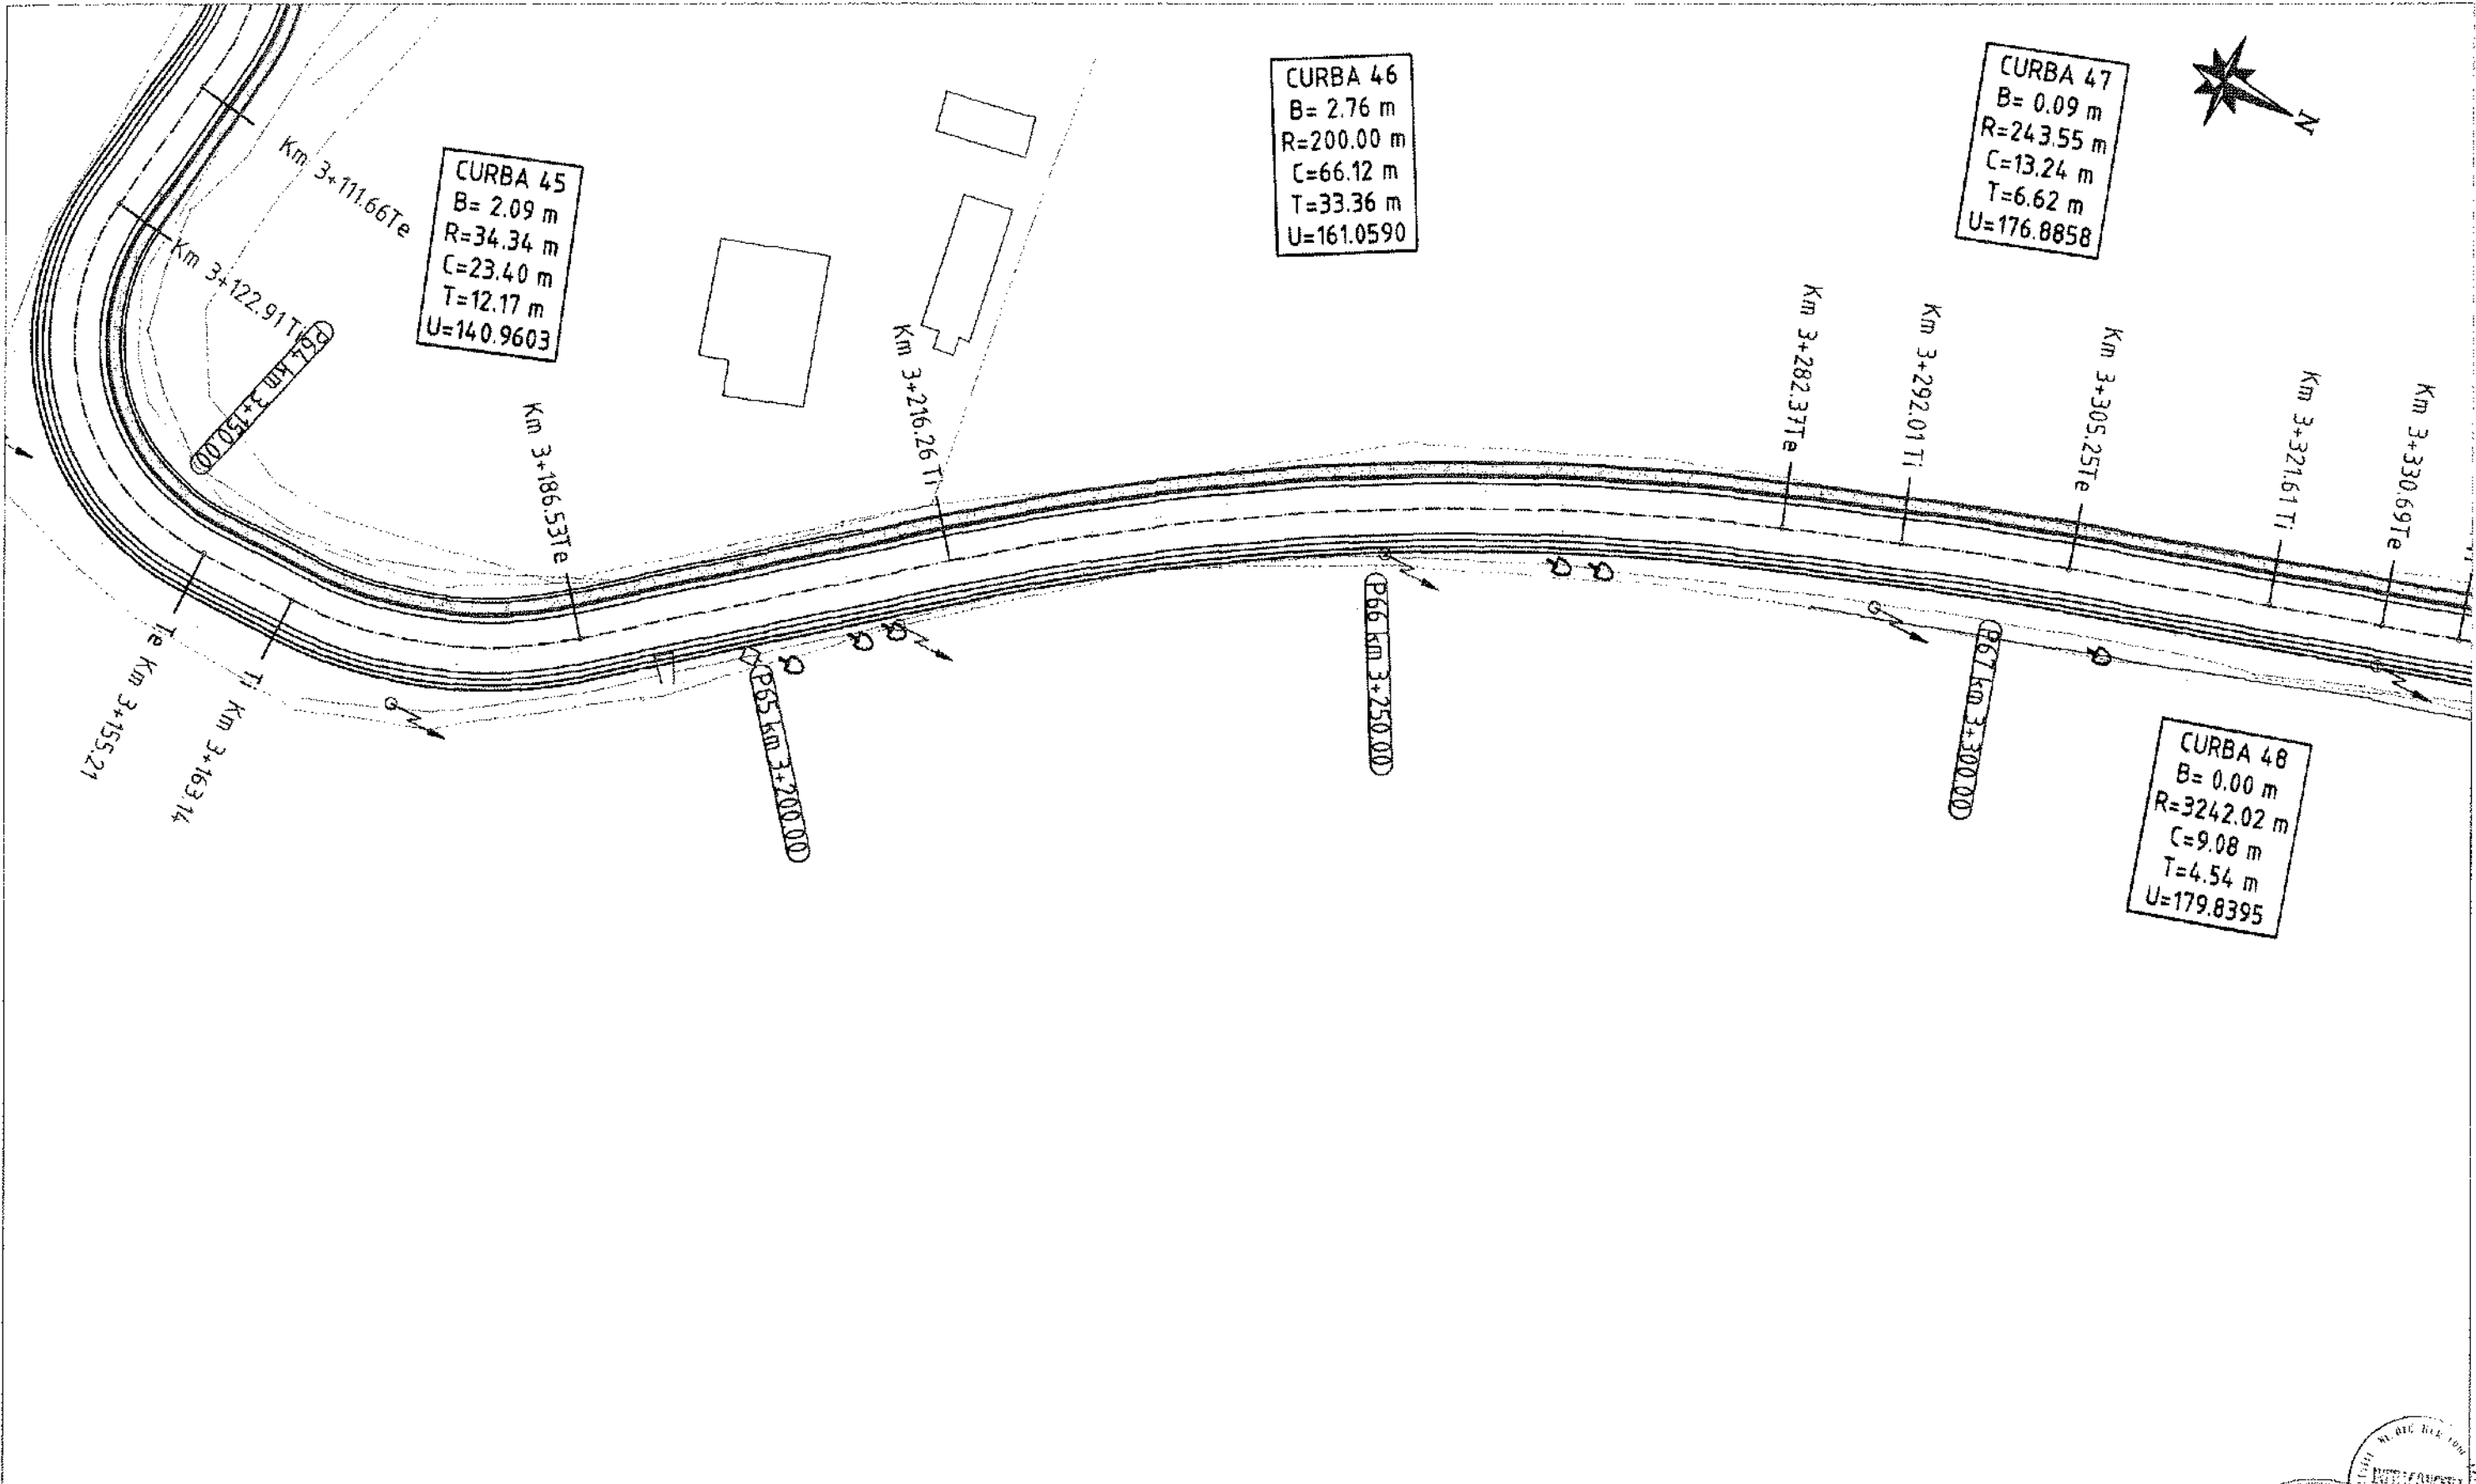 CURBA 46
B= 2.76 m
R=200.00 m
C=66.12 m
T=33.36 m
U=161.0590
CURBA 47
B= 0.09 m
R=243.55 m
C=13.24 m
T=6.62 m
U=176.8858
N
CURBA 45
B= 2.09 m
R=34.34 m
C=23.40 m
T=12.17 m
U=140.9603
Km 3+111.66Te
Km 3+122.91Ti
P64 km 3+150.00
Km 3+186.53Te
Km 3+216.26 Ti
Km 3+282.37Te
Km 3+292.01Ti
Km 3+305.25Te
Km 3+321.61Ti
Km 3+330.69Te
Te Km 3+155.21
Ti Km 3+163.14
P65 km 3+200.00
P66 km 3+250.00
P67 km 3+300.00
CURBA 48
B= 0.00 m
R=3242.02 m
C=9.08 m
T=4.54 m
U=179.8395